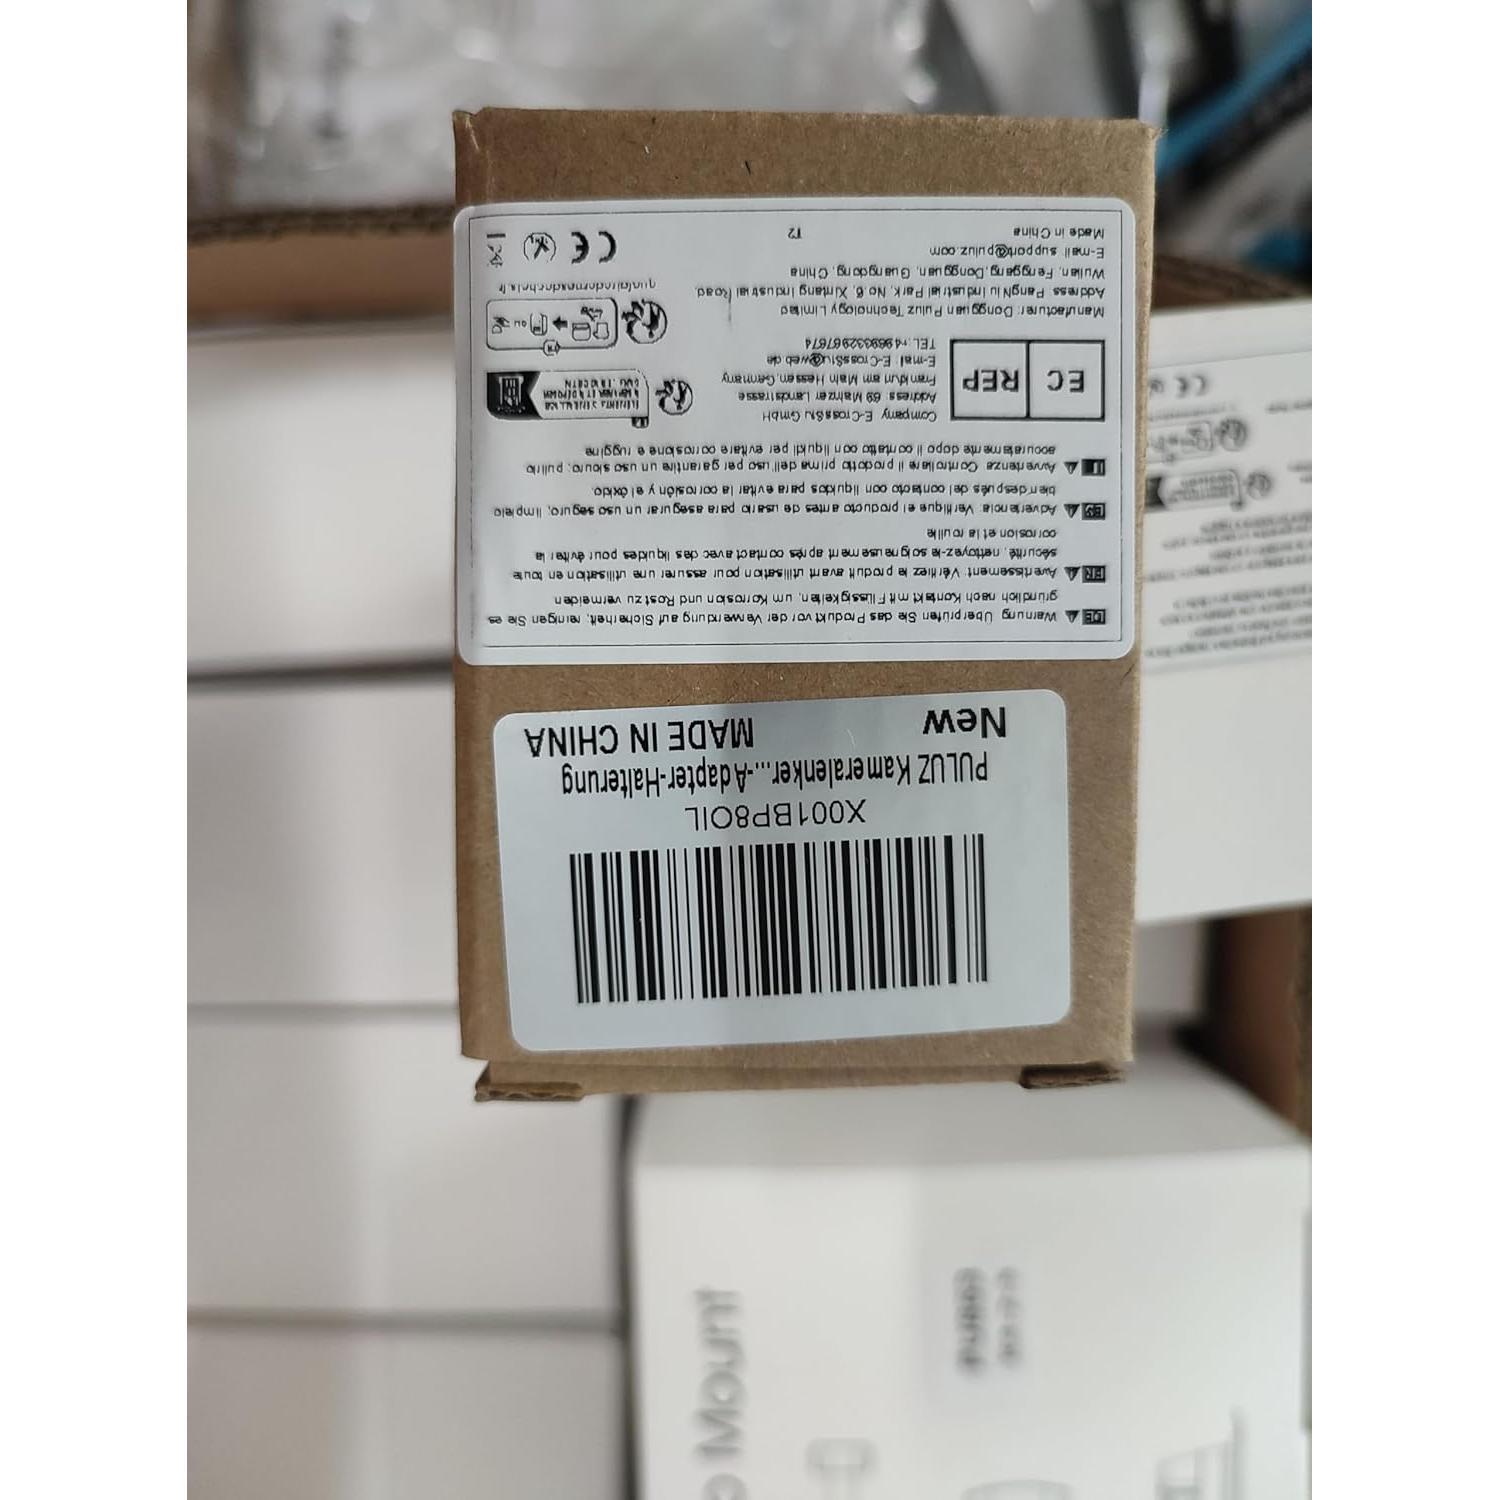 X001BP8OIL
PULUZ Kameralenker...-Adapter-Halterung
New MADE IN CHINA
DE Warnung Überprüfen Sie das Produkt vor der Verwendung auf Sicherheit, reinigen Sie es
gründlich nach Kontakt mit Flüssigkeiten, um Korrosion und Rost zu vermeiden
FR Avertissement: Vérifiez le produit avant utilisation pour assurer une utilisation en toute
sécurité, nettoyez-le soigneusement après contact avec des liquides pour éviter la
corrosion et la rouille
ES Advertencia: Verifique el producto antes de usarlo para asegurar un uso seguro, límpielo
bien después del contacto con líquidos para evitar la corrosión y el óxido.
IT Avvertenza: Controllare il prodotto prima dell'uso per garantire un uso sicuro; pulirlo
accuratamente dopo il contatto con liquidi per evitare corrosione e ruggine
EC REP
Company: E-CrossStu GmbH
Address: 69 Mainzer Landstrasse
Frankfurt am Main Hessen,Germany
E-mail: E-CrossStu@web.de
TEL: +4969332967674
FR
OU
quefairedemesdechets.fr
Manufacturer: Dongguan Puluz Technology Limited
Address: PangNiu Industrial Park, No. 6, Xintang Industrial Road,
Wulian, Fenggang, Dongguan, Guangdong, China
E-mail: support@puluz.com
Made in China
T2
CE
Mount